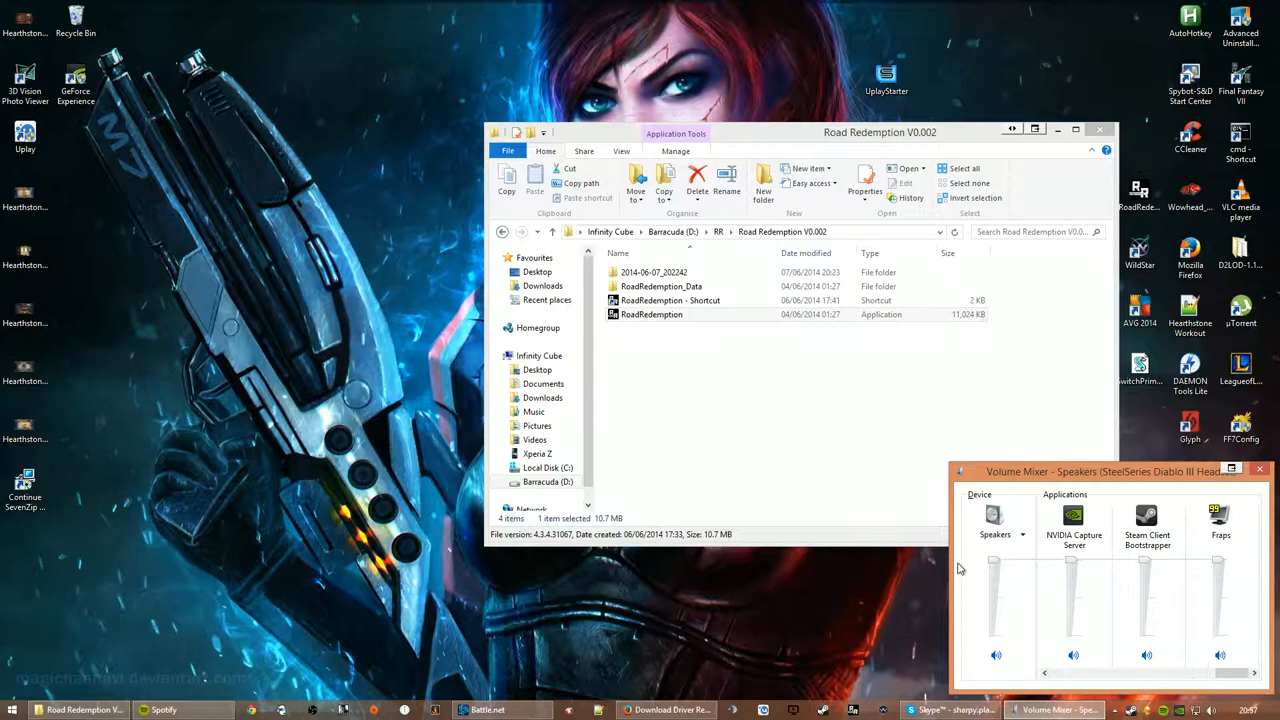 Hearthston...
Recycle Bin
3D Vision
Photo Viewer
GeForce
Experience
Uplay
Hearthston...
Hearthston...
Hearthston...
Hearthston...
Hearthston...
Continue
SevenZip ...
UplayStarter
AutoHotkey
Advanced
Uninstall...
Spybot-S&D
Start Center
Final Fantasy
VII
CCleaner
cmd -
Shortcut
RoadRede...
Wowhead_...
VLC media
player
WildStar
Mozilla
Firefox
D2LOD-1.1...
AVG 2014
Hearthstone
Workout
µTorrent
SwitchPrim...
DAEMON
Tools Lite
LeagueofL...
Glyph
FF7Config
Application Tools
Road Redemption V0.002
File
Home
Share
View
Manage
Copy
Paste
Cut
Copy path
Paste shortcut
Clipboard
Move
to
Copy
to
Delete
Rename
Organise
New
folder
New item
Easy access
New
Properties
Open
Edit
History
Open
Select all
Select none
Invert selection
Select
Infinity Cube
Barracuda (D:)
RR
Road Redemption V0.002
Search Road Redemption V0.0...
Favourites
Desktop
Downloads
Recent places
Homegroup
Infinity Cube
Desktop
Documents
Downloads
Music
Pictures
Videos
Xperia Z
Local Disk (C:)
Barracuda (D:)
Network
Name Date modified Type Size
2014-06-07_202242 07/06/2014 20:23 File folder
RoadRedemption_Data 04/06/2014 01:27 File folder
RoadRedemption - Shortcut 06/06/2014 17:41 Shortcut 2 KB
RoadRedemption 04/06/2014 01:27 Application 11,024 KB
4 items 1 item selected 10.7 MB
File version: 4.3.4.31067, Date created: 06/06/2014 17:33, Size: 10.7 MB
Volume Mixer - Speakers (SteelSeries Diablo III Head
Device
Applications
99
Speakers
NVIDIA Capture
Server
Steam Client
Bootstrapper
Fraps
Road Redemption V...
Spotify
Battle.net
Download Driver Re...
Skype™ - sharpy.pla...
Volume Mixer - Spe...
20:57